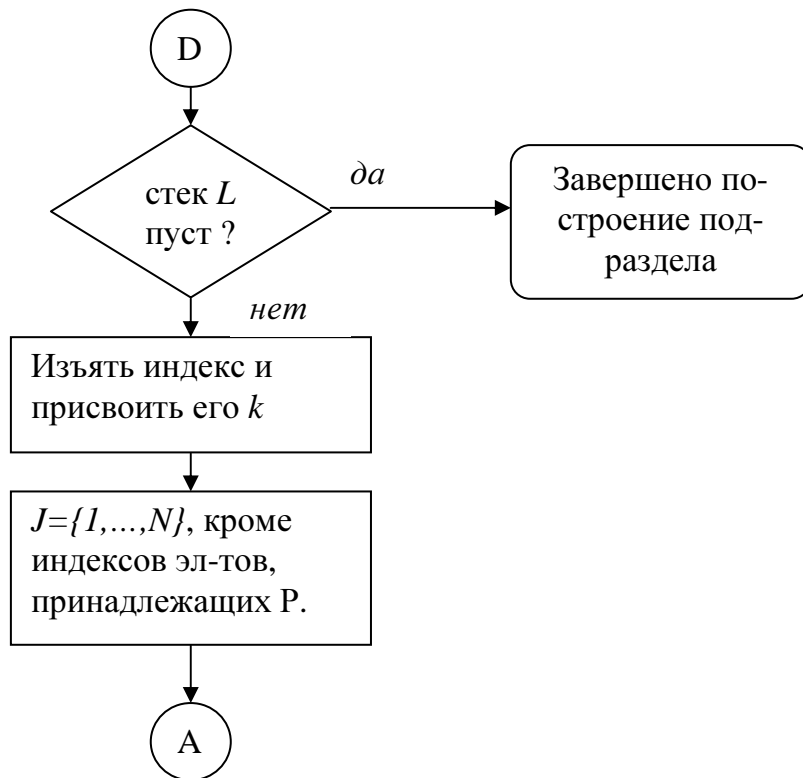 D
стек L
пуст ?
да
Завершено по-
строение под-
раздела
нет
Изъять индекс и
присвоить его k
J={1,...,N}, кроме
индексов эл-тов,
принадлежащих P.
A